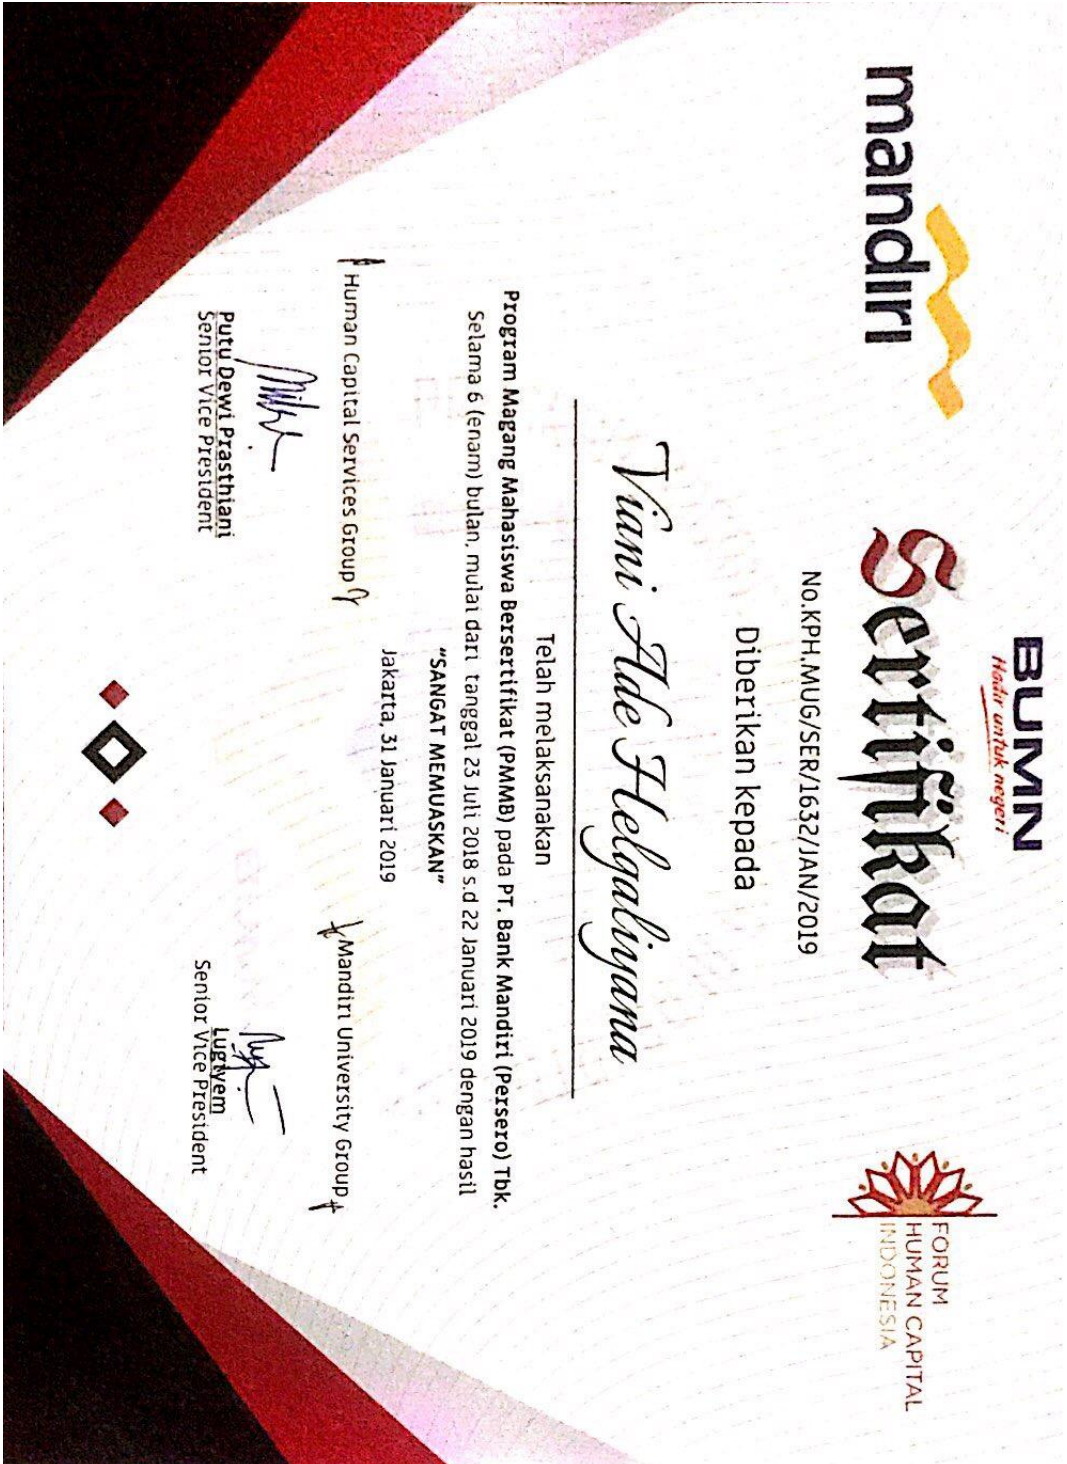 mandiri
BUMN
Hadir untuk negeri
FORUM
HUMAN CAPITAL
INDONESIA
Sertifikat
No.KPH.MUG/SER/1632/JAN/2019
Diberikan kepada
Viani Ade Helgaliyana
Telah melaksanakan
Program Magang Mahasiswa Bersertifikat (PMMB) pada PT. Bank Mandiri (Persero) Tbk.
Selama 6 (enam) bulan, mulai dari tanggal 23 Juli 2018 s.d 22 Januari 2019 dengan hasil
"SANGAT MEMUASKAN"
Jakarta, 31 Januari 2019
Human Capital Services Group
Putu Dewi Prasthiani
Senior Vice President
Mandiri University Group
Lugiyem
Senior Vice President